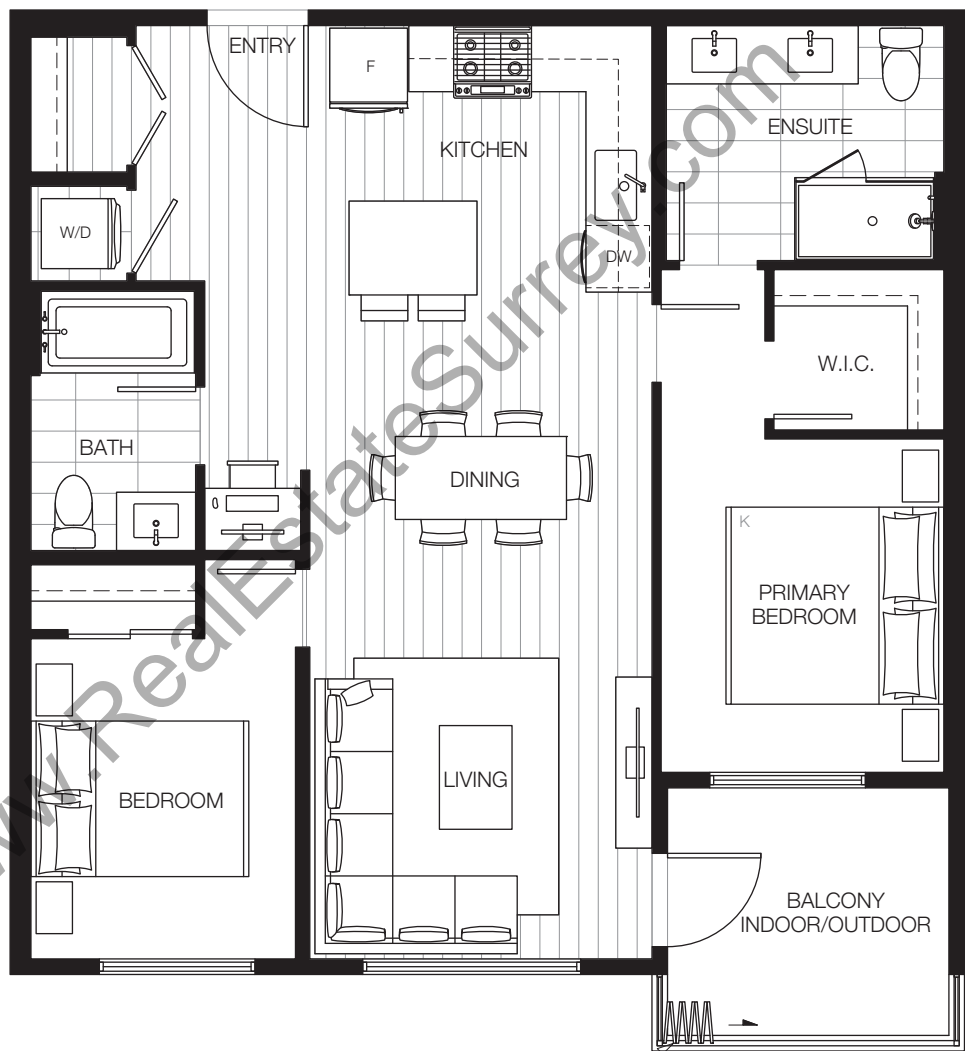 ENTRY
F
KITCHEN
ENSUITE
W/D
DW
W.I.C.
BATH
DINING
K
PRIMARY
BEDROOM
LIVING
BEDROOM
BALCONY
INDOOR/OUTDOOR
www.RealEstateSurrey.com